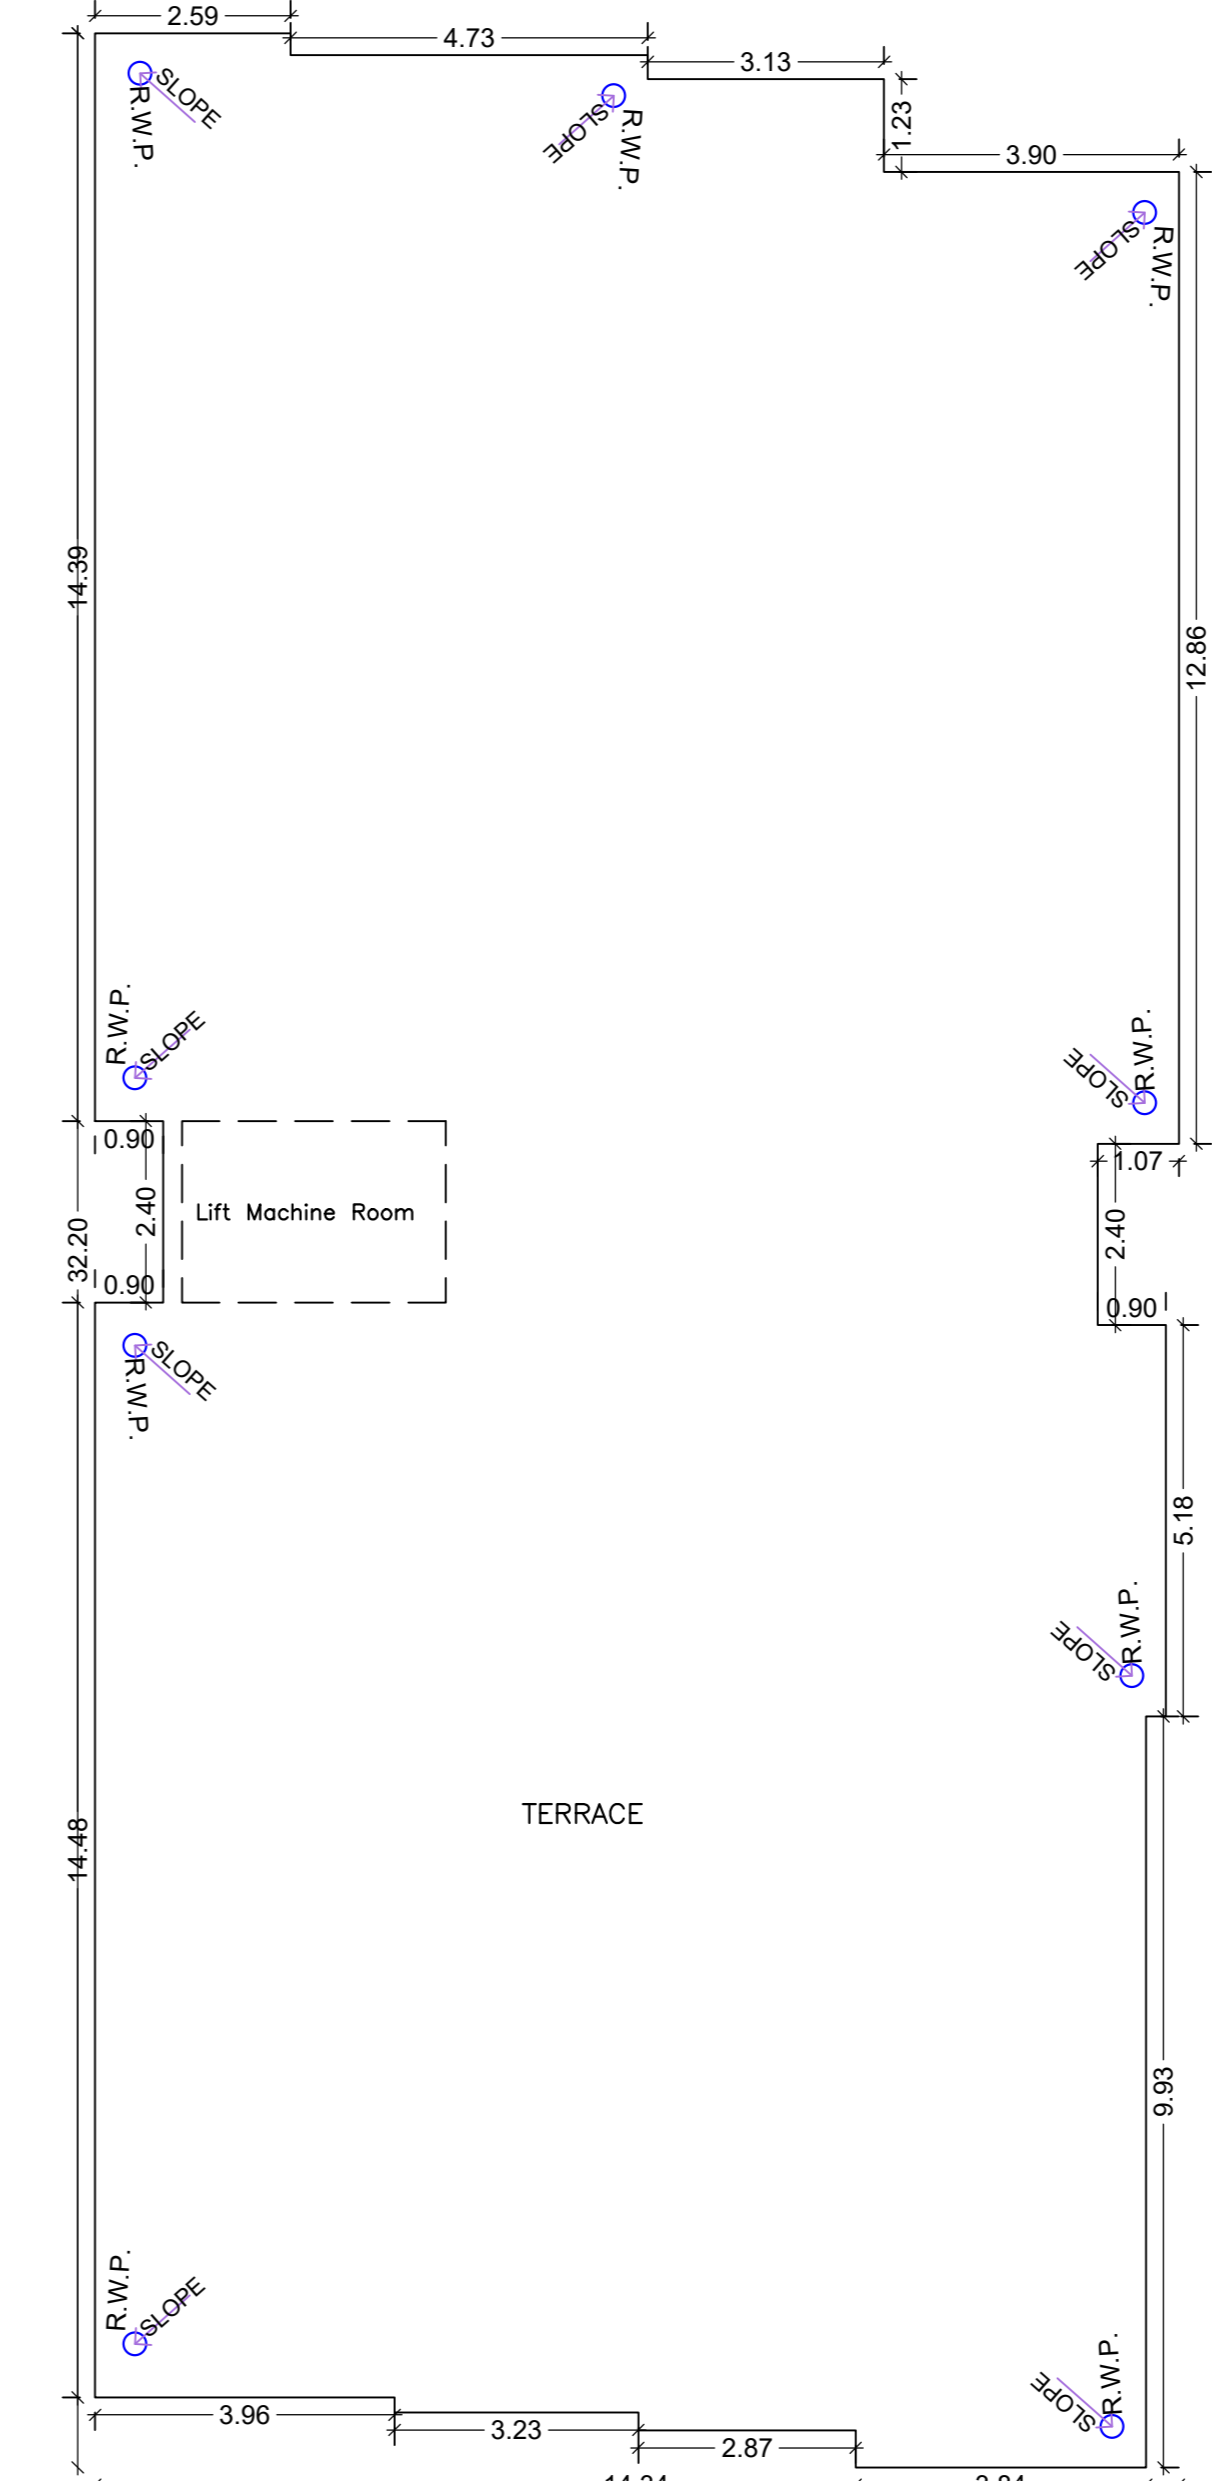 2.59
4.73
3.13
1.23
3.90
SLOPE
R.W.P.
SLOPE
R.W.P.
SLOPE
R.W.P.
14.39
12.86
R.W.P.
SLOPE
SLOPE
R.W.P.
0.90
1.07
2.40
Lift Machine Room
2.40
32.20
0.90
0.90
SLOPE
R.W.P.
5.18
SLOPE
R.W.P.
TERRACE
14.48
9.93
R.W.P.
SLOPE
SLOPE
R.W.P.
3.96
3.23
2.87